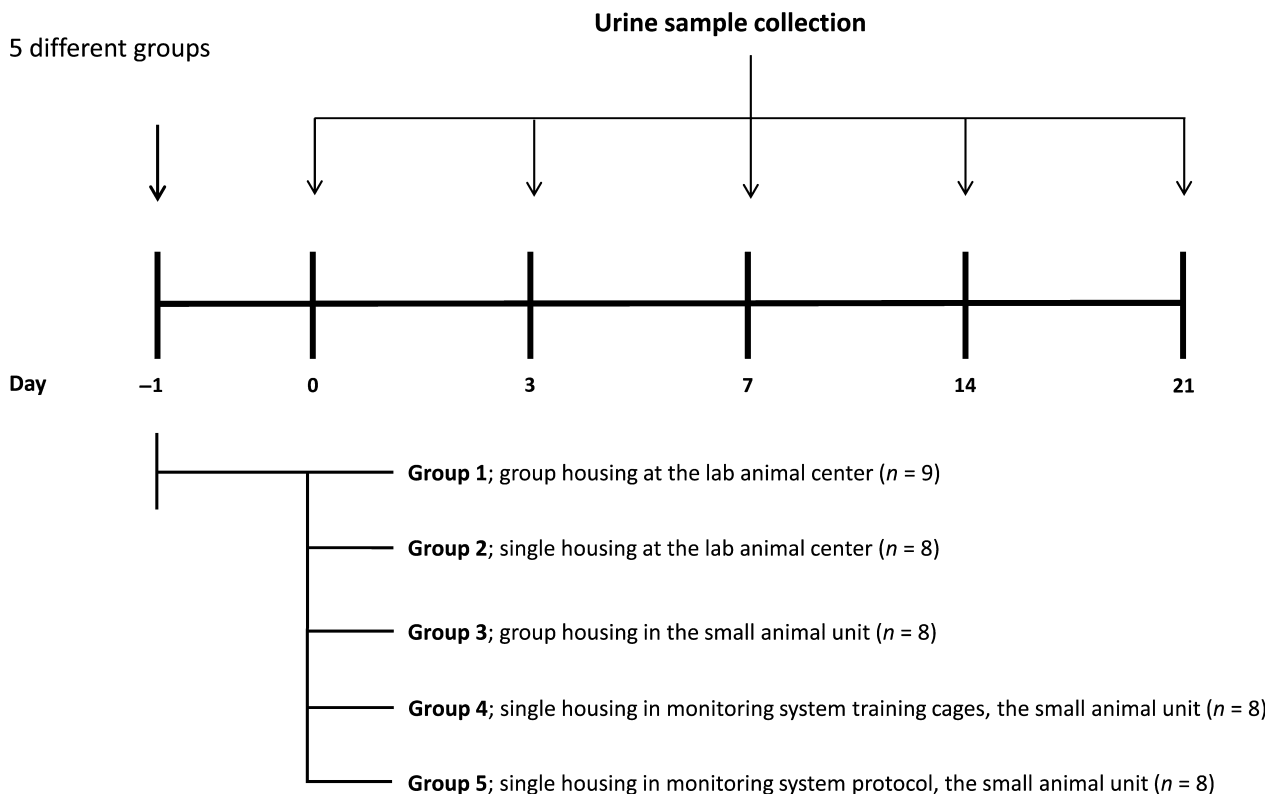 Urine sample collection
5 different groups
Day –1 0 3 7 14 21
Group 1; group housing at the lab animal center (n = 9)
Group 2; single housing at the lab animal center (n = 8)
Group 3; group housing in the small animal unit (n = 8)
Group 4; single housing in monitoring system training cages, the small animal unit (n = 8)
Group 5; single housing in monitoring system protocol, the small animal unit (n = 8)